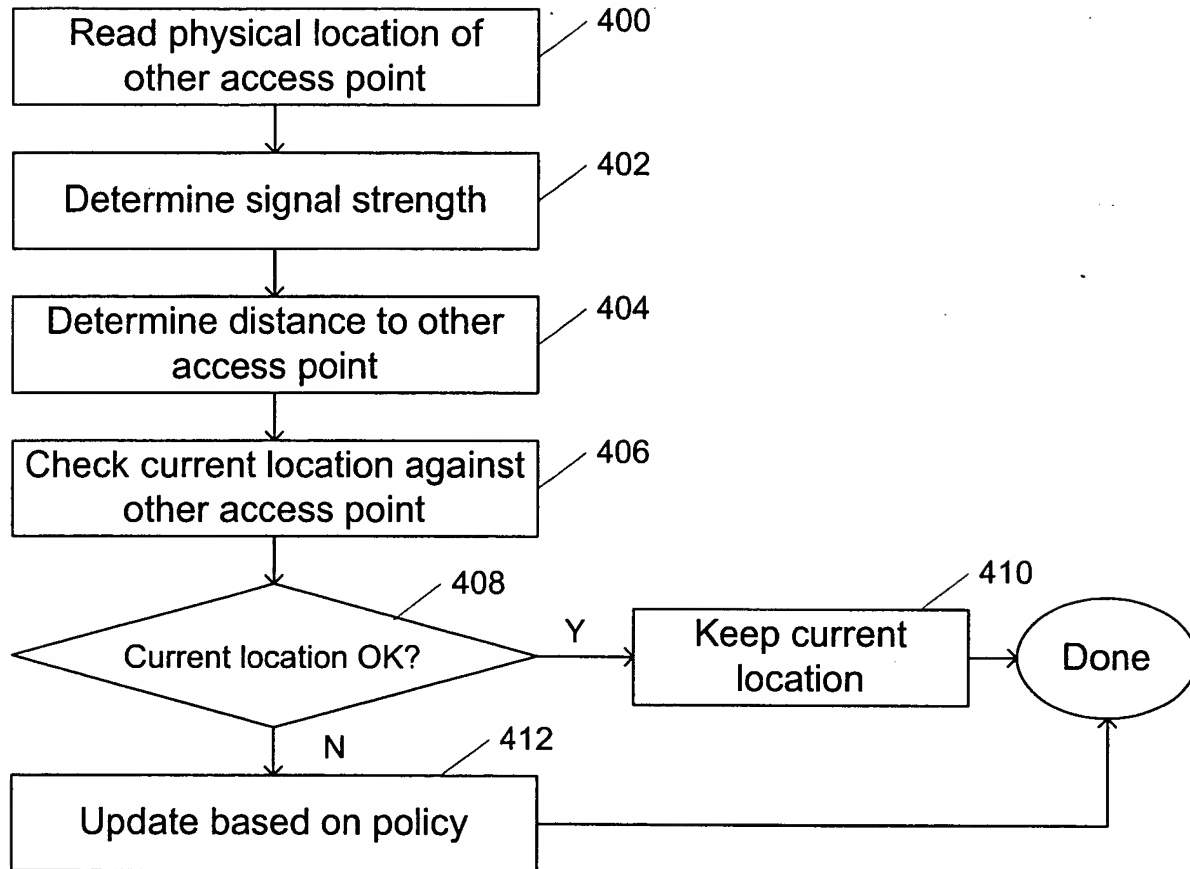 Read physical location of
other access point
400
Determine signal strength
402
Determine distance to other
access point
404
Check current location against
other access point
406
Current location OK?
408
Y
Keep current
location
410
Done
N
Update based on policy
412